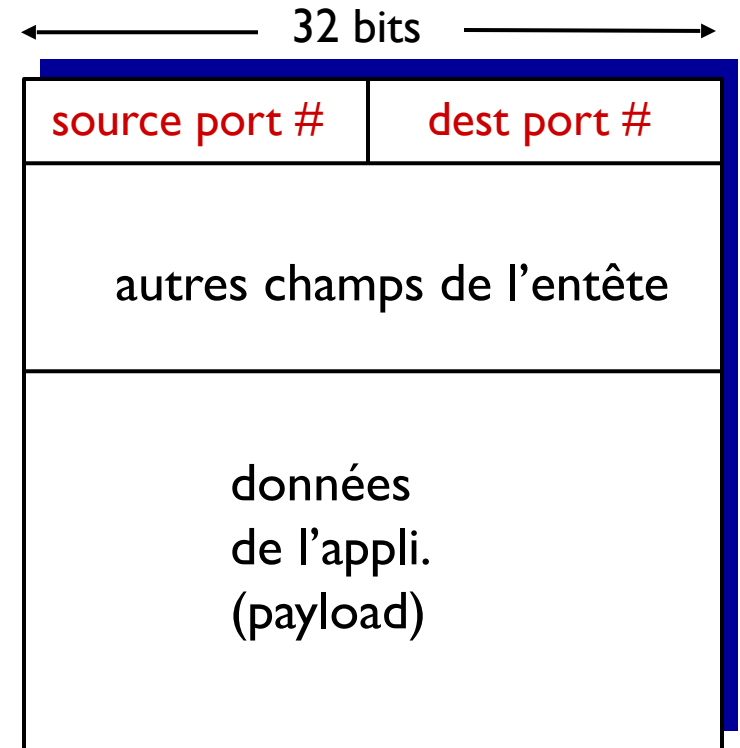 32 bits
source port #
dest port #
autres champs de l’entête
données
de l’appli.
(payload)